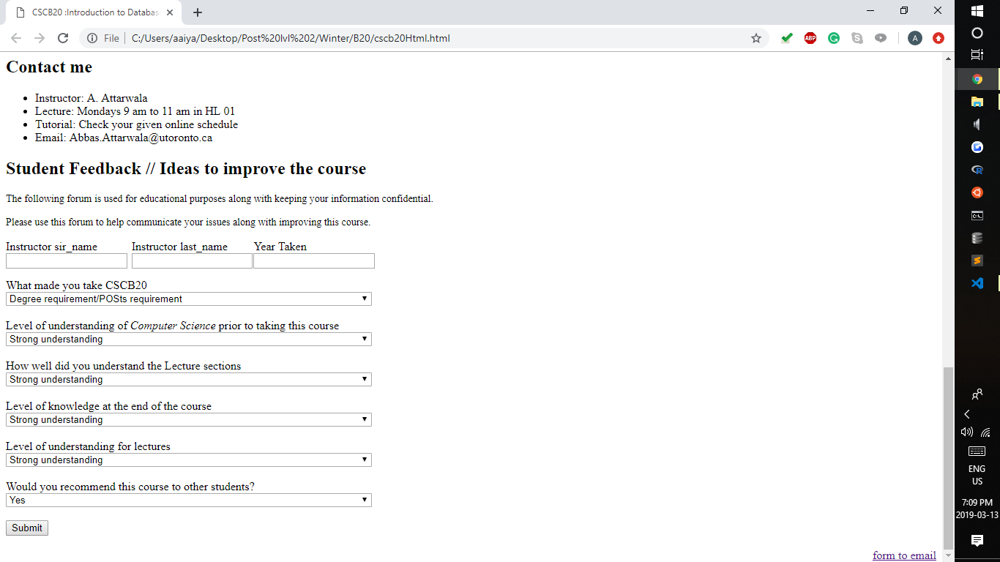 CSCB20 :Introduction to Databas
File
C:/Users/aaiya/Desktop/Post%20lvl%202/Winter/B20/cscb20Html.html
ABP
A
Contact me
• Instructor: A. Attarwala
• Lecture: Mondays 9 am to 11 am in HL 01
• Tutorial: Check your given online schedule
• Email: Abbas.Attarwala@utoronto.ca
Student Feedback // Ideas to improve the course
The following forum is used for educational purposes along with keeping your information confidential.
Please use this forum to help communicate your issues along with improving this course.
Instructor sir_name Instructor last_name Year Taken
What made you take CSCB20
Degree requirement/POSts requirement
Level of understanding of Computer Science prior to taking this course
Strong understanding
How well did you understand the Lecture sections
Strong understanding
Level of knowledge at the end of the course
Strong understanding
Level of understanding for lectures
Strong understanding
Would you recommend this course to other students?
Yes
Submit
form to email
ENG
US
7:09 PM
2019-03-13